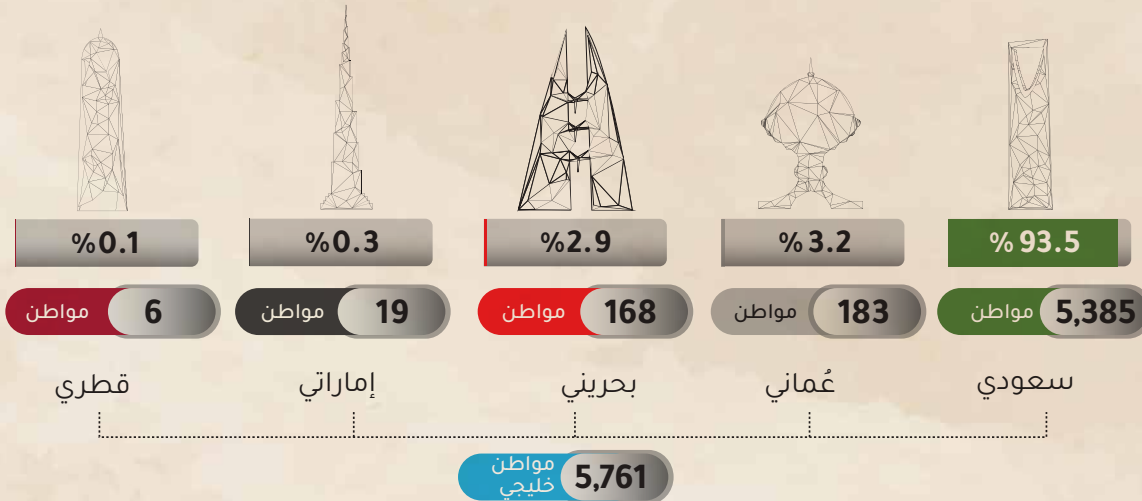 %93.5
%3.2
%2.9
%0.3
%0.1
5,385 مواطن
183 مواطن
168 مواطن
19 مواطن
6 مواطن
سعودي
عُماني
بحريني
إماراتي
قطري
5,761 مواطن
خليجي